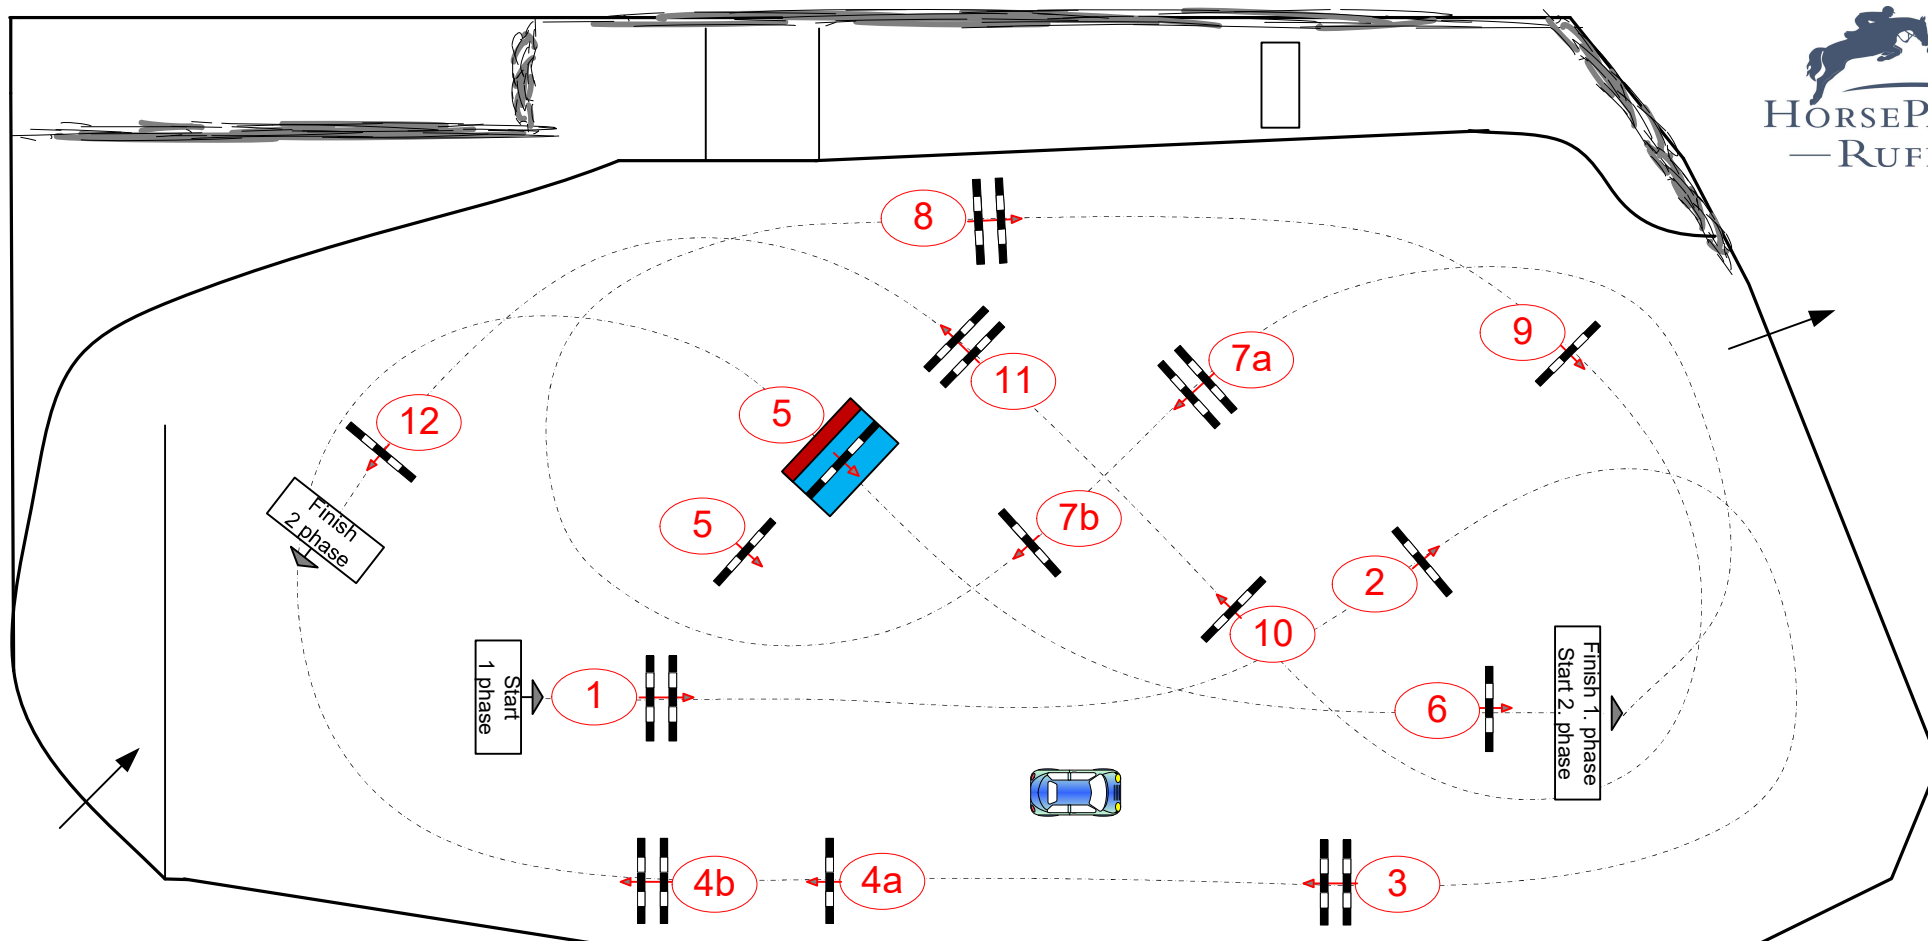 HORSEP
RUF
8
9
7a
11
12
5
5
7b
2
10
Finish
2 phase
Start
1 phase
1
6
Finish 1. phase
Start 2. phase
4b
4a
3